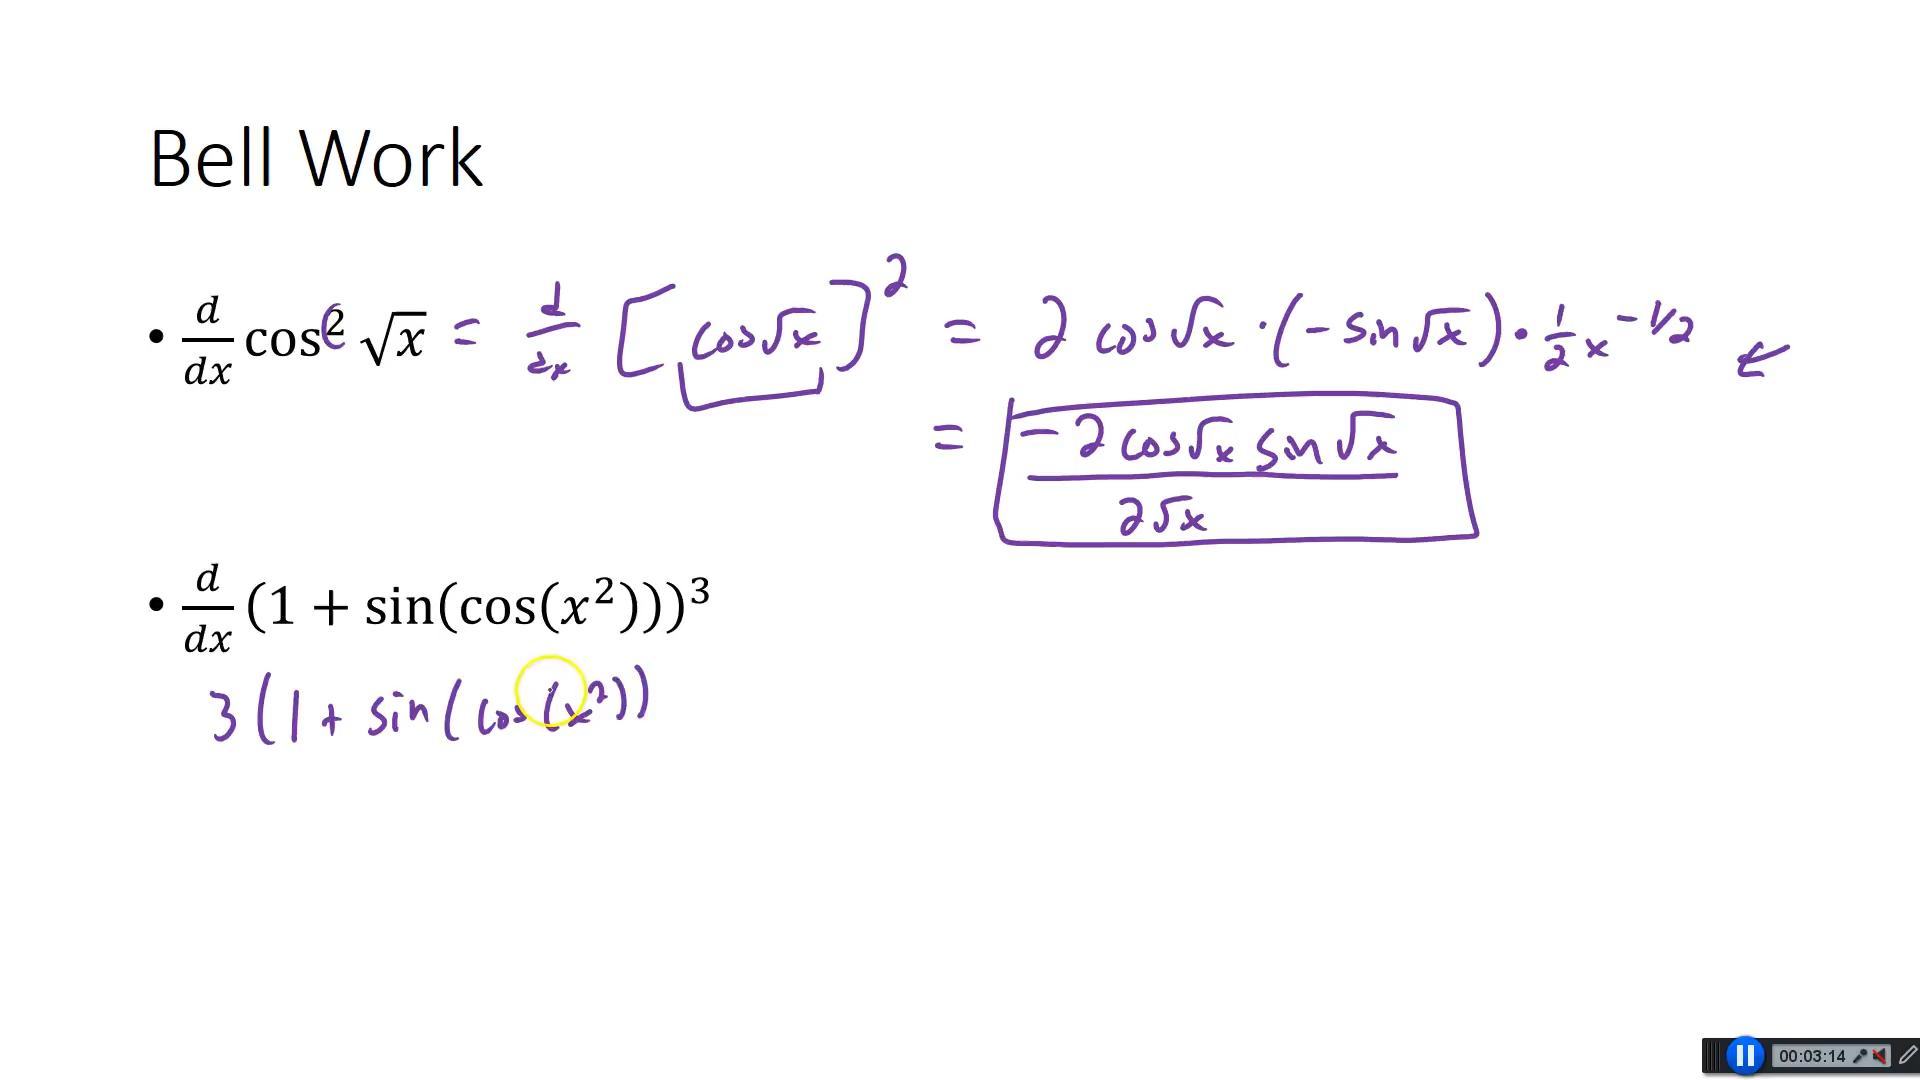 Bell Work
• d/dx cos² √x = d/dx [cos√x]² = 2 cos√x · (− sin √x) · ½ x^(−1/2) ←
= −2 cos√x sin √x / 2√x
• d/dx (1 + sin(cos(x²)))³
3(1 + sin(cos(x²))
00:03:14